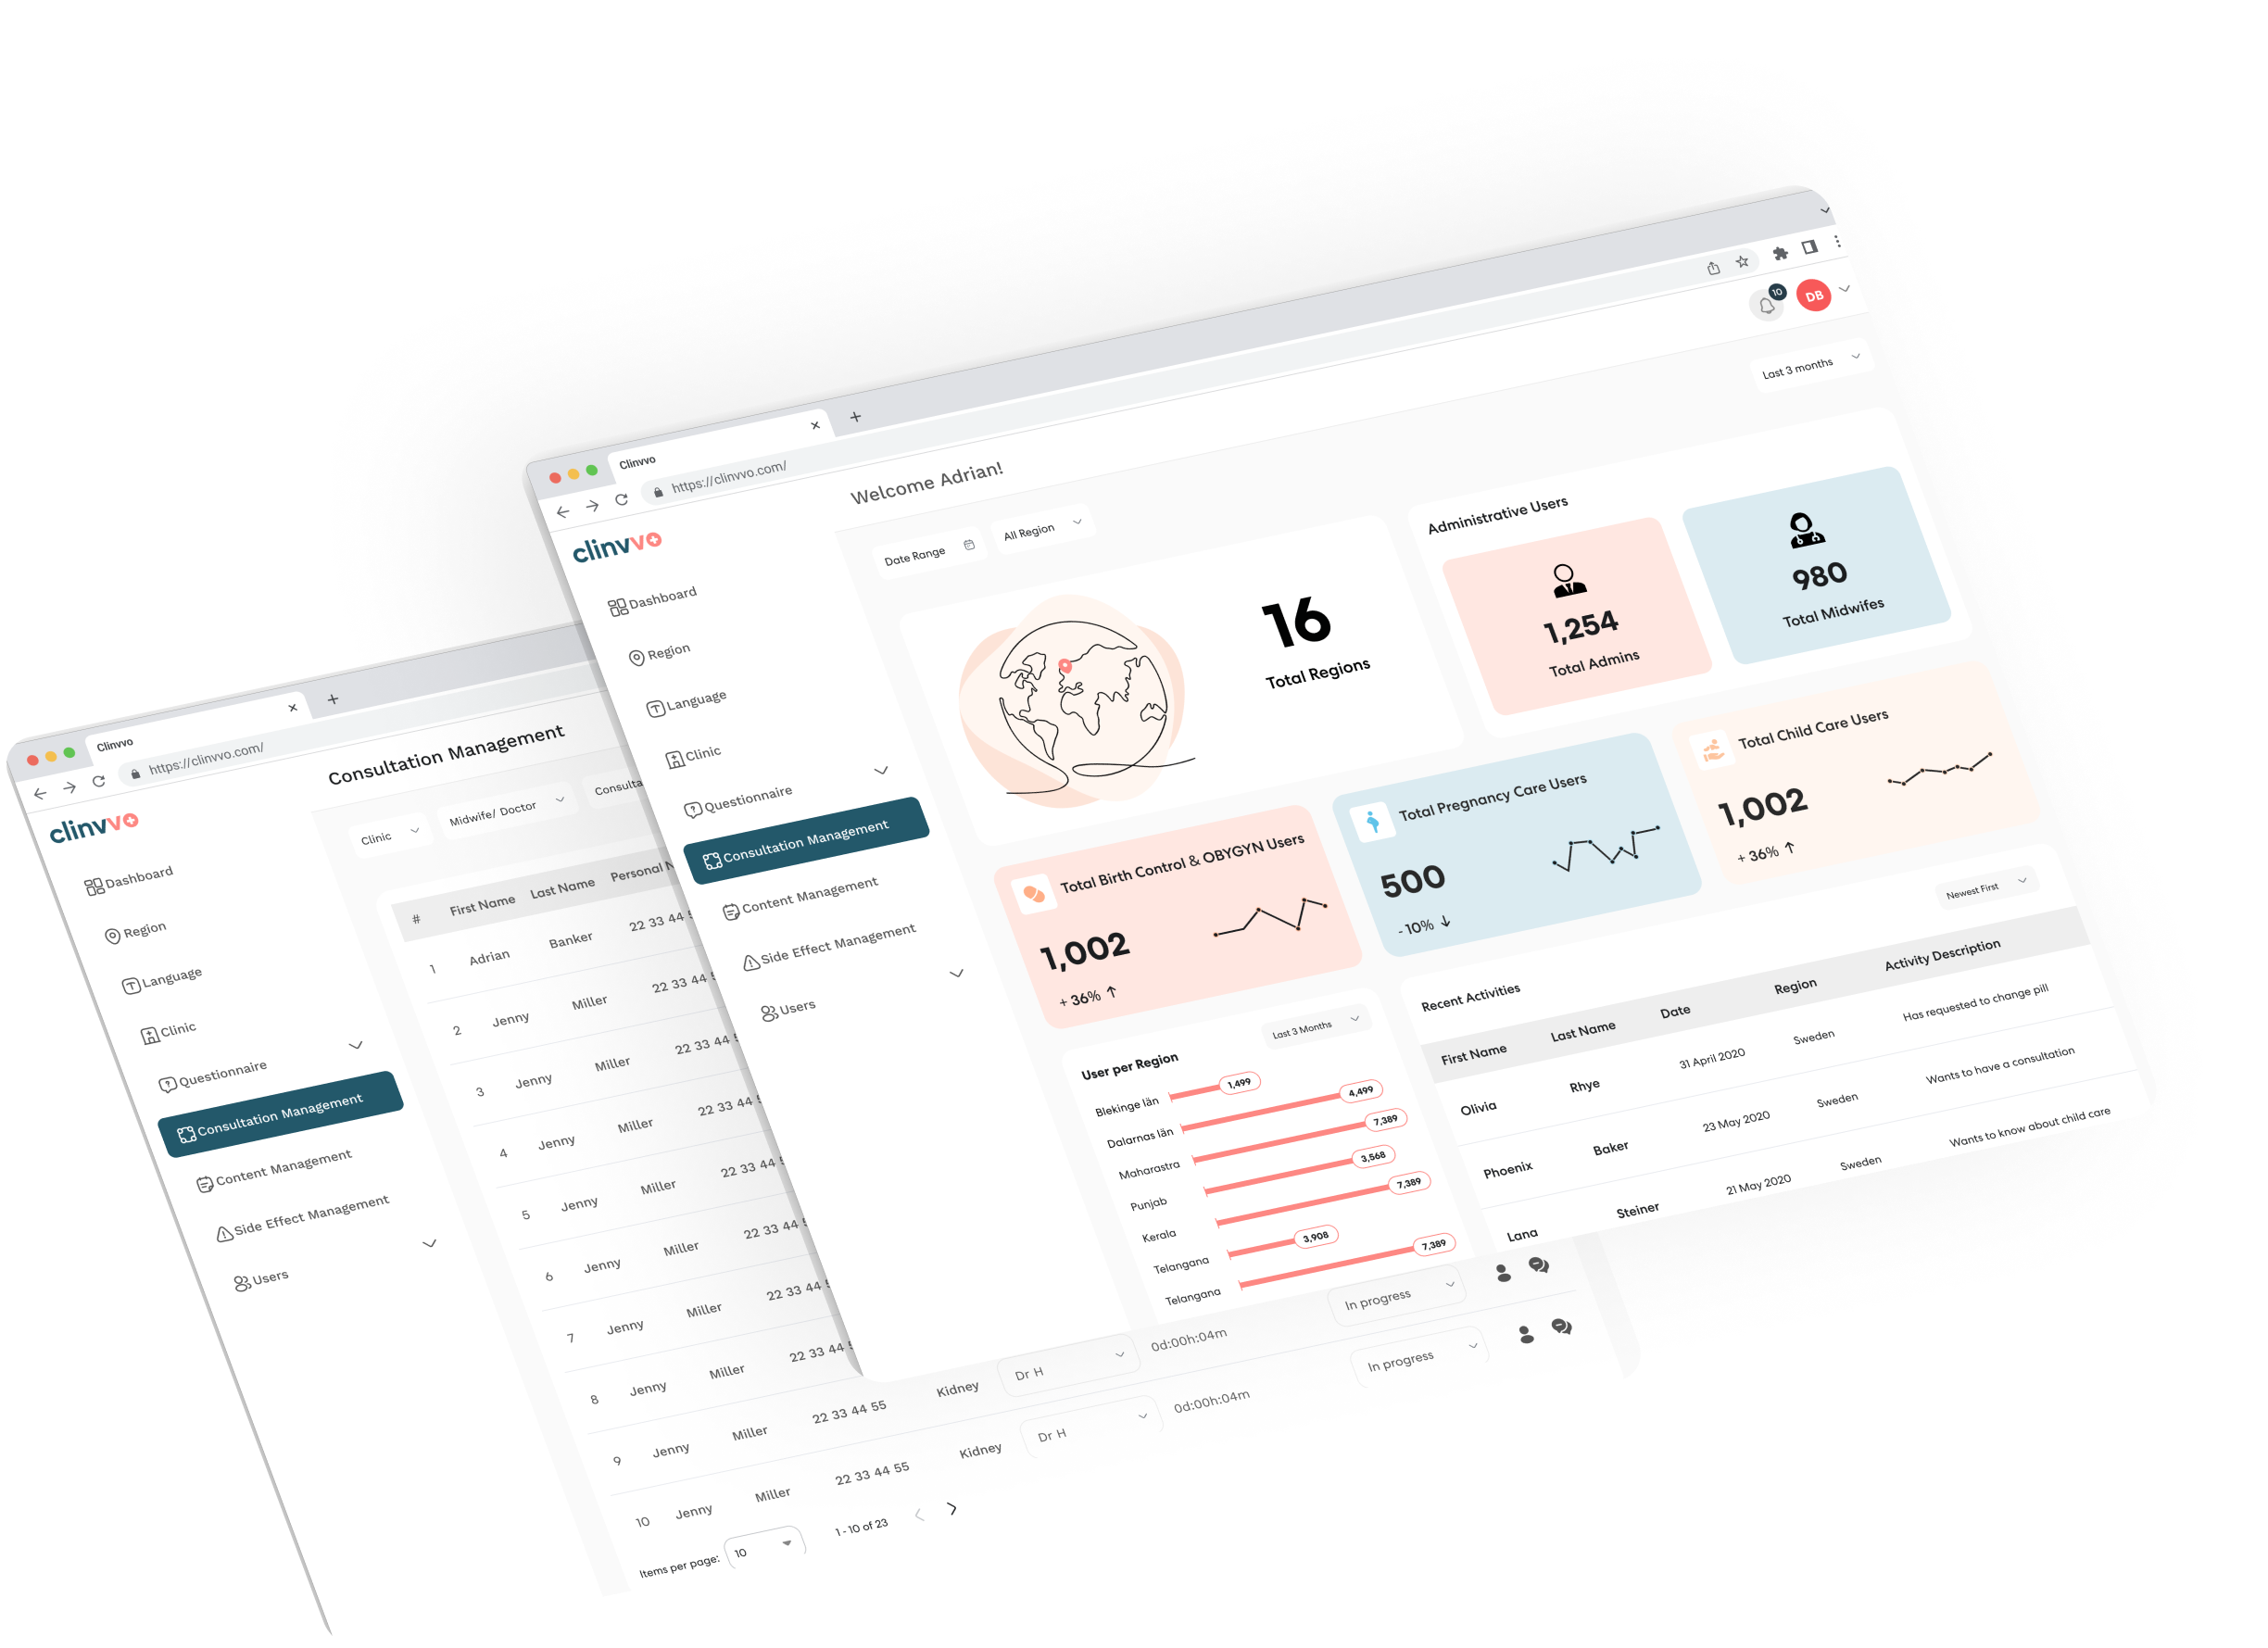 Clinvvo
https://clinvvo.com/
10
DB
clinvvo
Welcome Adrian!
Last 3 months
Date Range
All Region
Dashboard
Region
Language
Clinic
Questionnaire
Consultation Management
Content Management
Side Effect Management
Users
16
Total Regions
Administrative Users
1,254
Total Admins
980
Total Midwifes
Total Birth Control & OBYGYN Users
1,002
+ 36%
Total Pregnancy Care Users
500
- 10%
Total Child Care Users
1,002
+ 36%
User per Region
Last 3 Months
Blekinge län 1,499
Dalarnas län 4,499
Maharastra 7,389
Punjab 3,568
Kerala 7,389
Telangana 3,908
Telangana 7,389
Recent Activities
Newest First
First Name Last Name Date Region Activity Description
Olivia Rhye 31 April 2020 Sweden Has requested to change pill
Phoenix Baker 23 May 2020 Sweden Wants to have a consultation
Lana Steiner 21 May 2020 Sweden Wants to know about child care
Clinvvo
https://clinvvo.com/
clinvvo
Consultation Management
Clinic
Midwife/ Doctor
Consulta
Dashboard
Region
Language
Clinic
Questionnaire
Consultation Management
Content Management
Side Effect Management
Users
# First Name Last Name Personal N
1 Adrian Banker 22 33 44
2 Jenny Miller 22 33 44
3 Jenny Miller 22 33 44
4 Jenny Miller 22 33 44
5 Jenny Miller 22 33 44
6 Jenny Miller 22 33 44
7 Jenny Miller 22 33 44
8 Jenny Miller 22 33 44
9 Jenny Miller 22 33 44 55 Kidney Dr H 0d:00h:04m In progress
10 Jenny Miller 22 33 44 55 Kidney Dr H 0d:00h:04m In progress
Items per page: 10 1 - 10 of 23